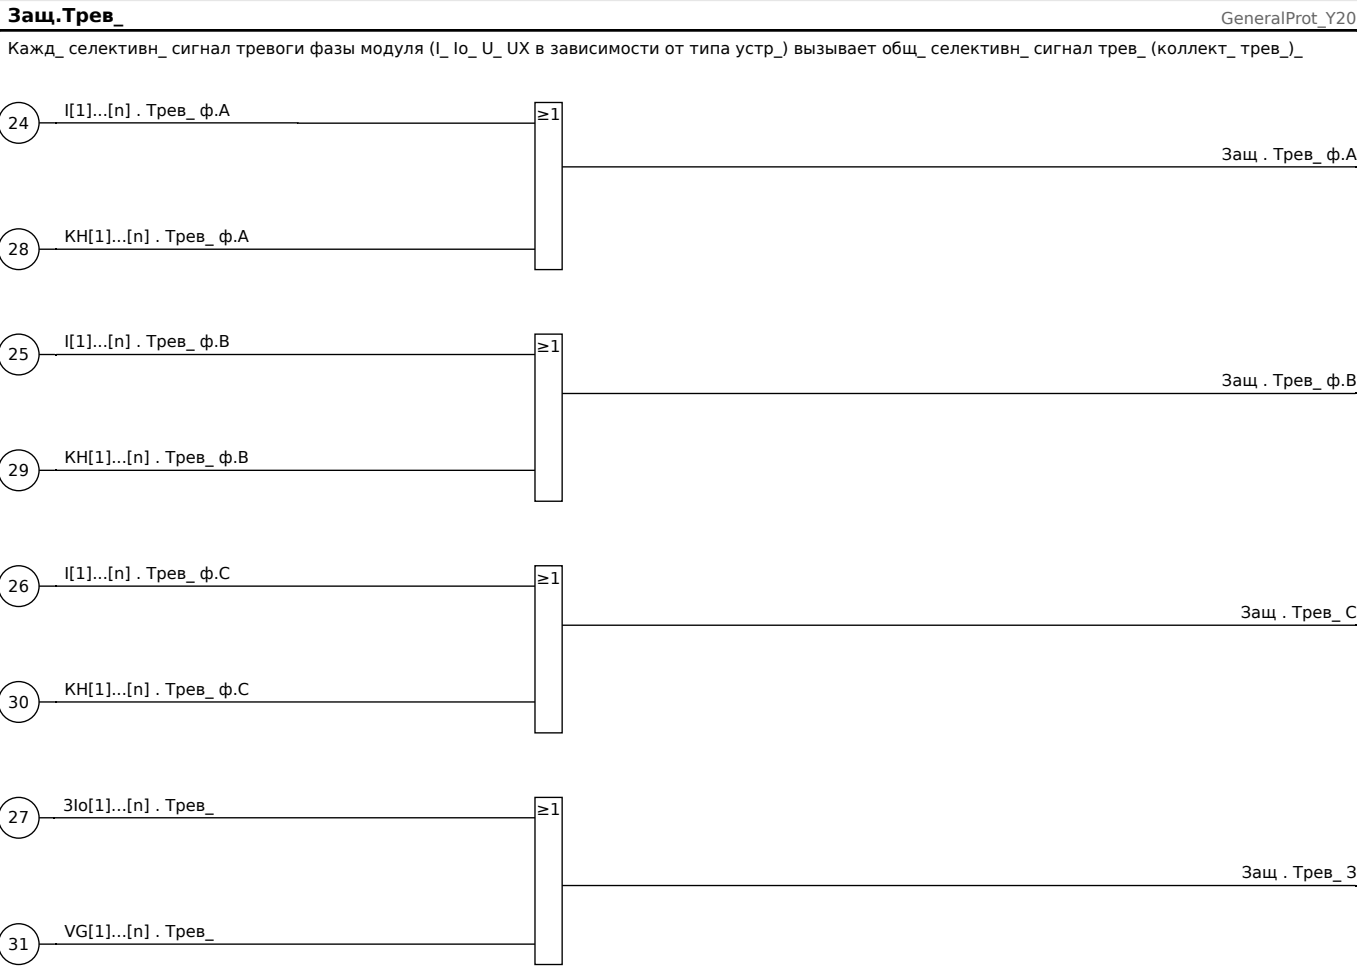 Защ.Трев_
GeneralProt_Y20
Кажд_ селективн_ сигнал тревоги фазы модуля (I_ Io_ U_ UX в зависимости от типа устр_) вызывает общ_ селективн_ сигнал трев_ (коллект_ трев_)_
24
I[1]...[n] . Трев_ ф.A
≥1
Защ . Трев_ ф.A
28
КН[1]...[n] . Трев_ ф.A
25
I[1]...[n] . Трев_ ф.B
≥1
Защ . Трев_ ф.B
29
КН[1]...[n] . Трев_ ф.B
26
I[1]...[n] . Трев_ ф.C
≥1
Защ . Трев_ C
30
КН[1]...[n] . Трев_ ф.C
27
3Io[1]...[n] . Трев_
≥1
Защ . Трев_ З
31
VG[1]...[n] . Трев_